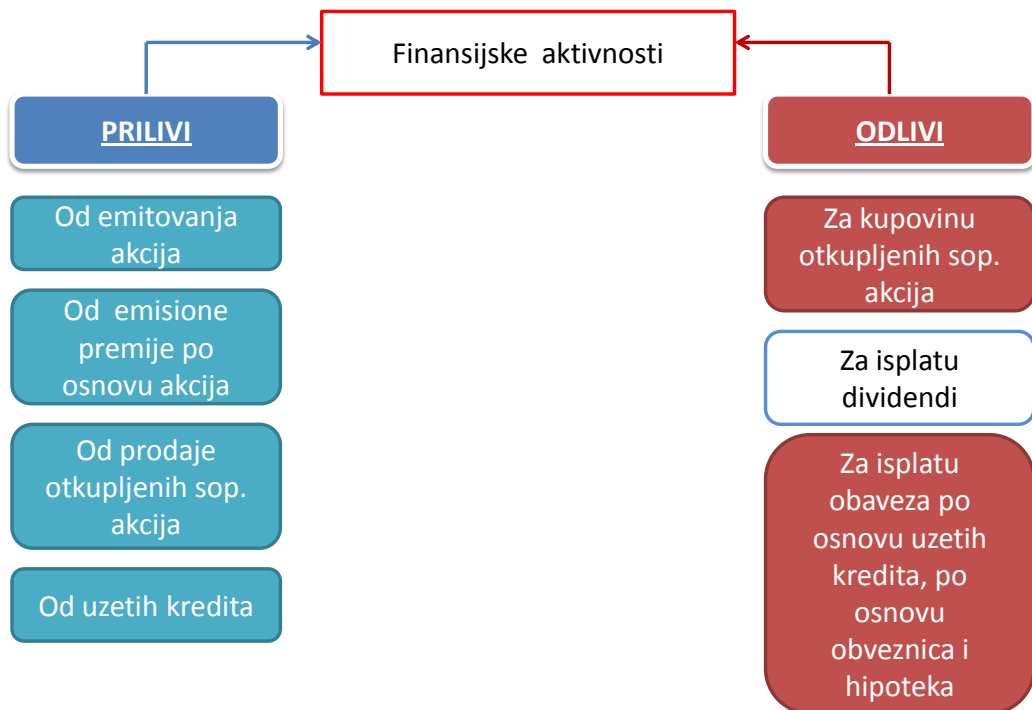 Finansijske aktivnosti
PRILIVI
Od emitovanja
akcija
Od emisione
premije po
osnovu akcija
Od prodaje
otkupljenih sop.
akcija
Od uzetih kredita
ODLIVI
Za kupovinu
otkupljenih sop.
akcija
Za isplatu
dividendi
Za isplatu
obaveza po
osnovu uzetih
kredita, po
osnovu
obveznica i
hipoteka